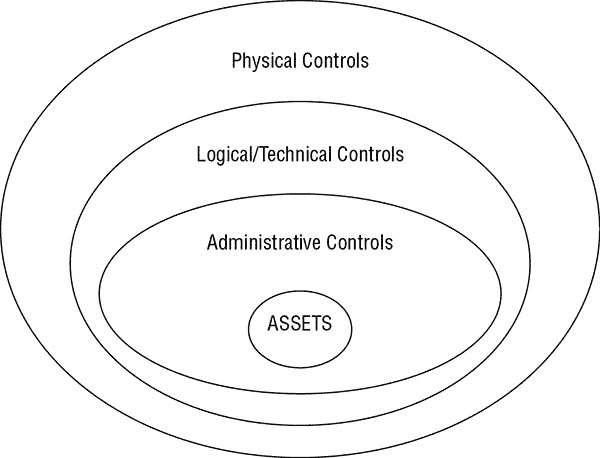 Physical Controls
Logical/Technical Controls
Administrative Controls
ASSETS